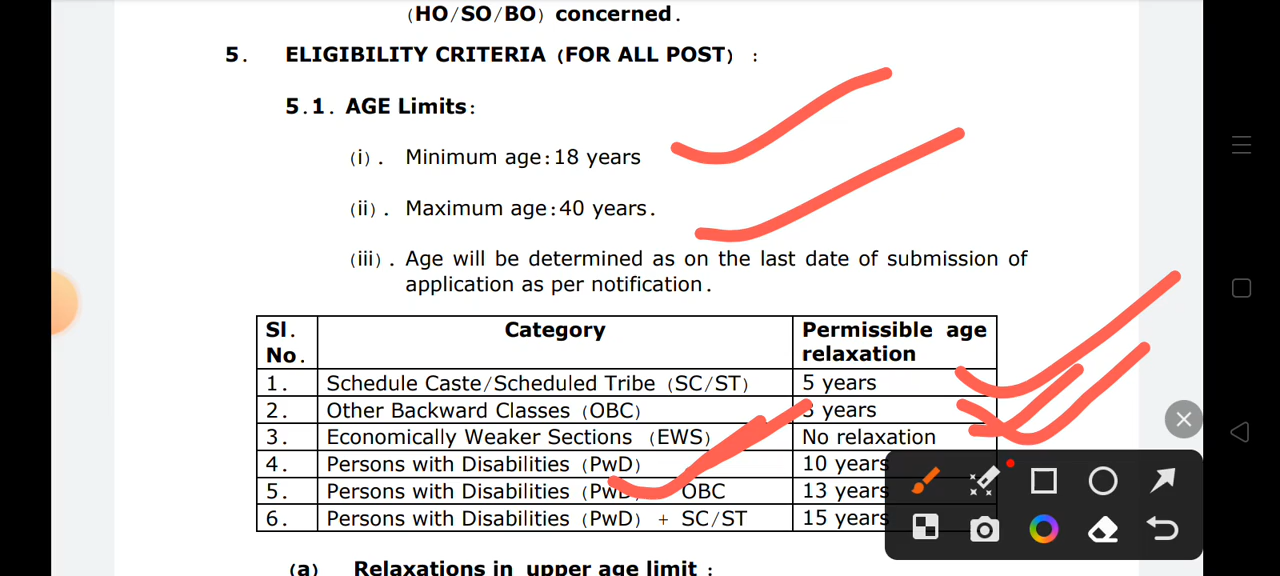 (HO/SO/BO) concerned.
5. ELIGIBILITY CRITERIA (FOR ALL POST) :
5.1. AGE Limits:
(i). Minimum age:18 years
(ii). Maximum age:40 years.
(iii). Age will be determined as on the last date of submission of
application as per notification.
Sl. No. Category Permissible age relaxation
1. Schedule Caste/Scheduled Tribe (SC/ST) 5 years
2. Other Backward Classes (OBC) 3 years
3. Economically Weaker Sections (EWS) No relaxation
4. Persons with Disabilities (PwD) 10 years
5. Persons with Disabilities (PwD) OBC 13 years
6. Persons with Disabilities (PwD) + SC/ST 15 years
(a) Relaxations in upper age limit :